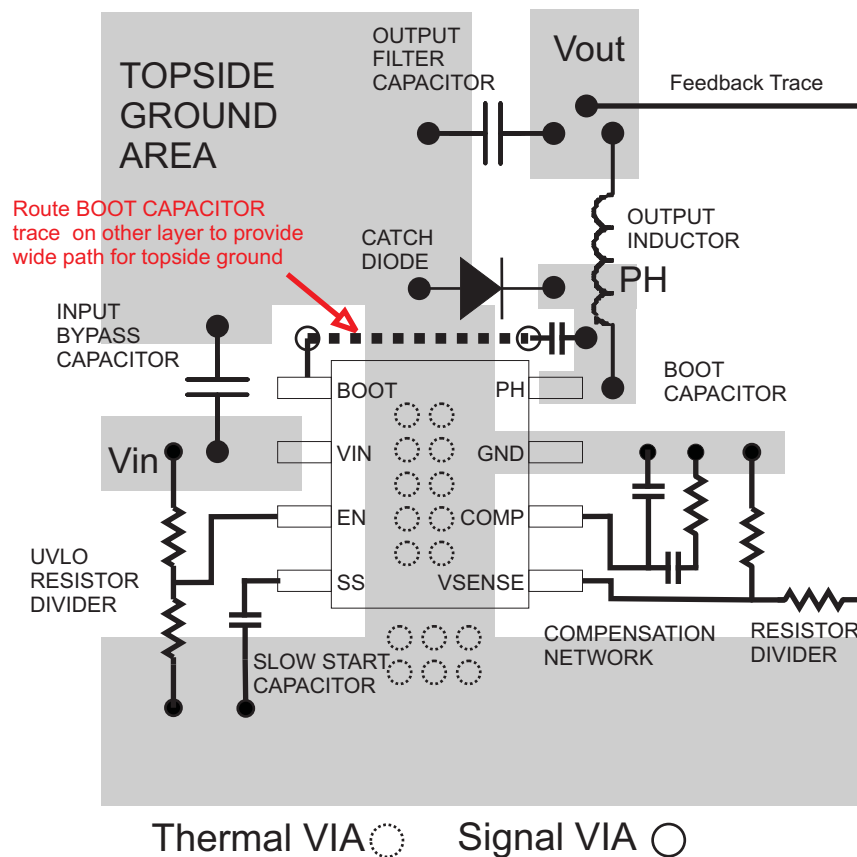 OUTPUT
FILTER
CAPACITOR
Vout
Feedback Trace
TOPSIDE
GROUND
AREA
Route BOOT CAPACITOR
trace on other layer to provide
wide path for topside ground
CATCH
DIODE
OUTPUT
INDUCTOR
PH
INPUT
BYPASS
CAPACITOR
BOOT
CAPACITOR
BOOT
PH
Vin
VIN
GND
EN
COMP
UVLO
RESISTOR
DIVIDER
SS
VSENSE
SLOW START
CAPACITOR
COMPENSATION
NETWORK
RESISTOR
DIVIDER
Thermal VIA
Signal VIA